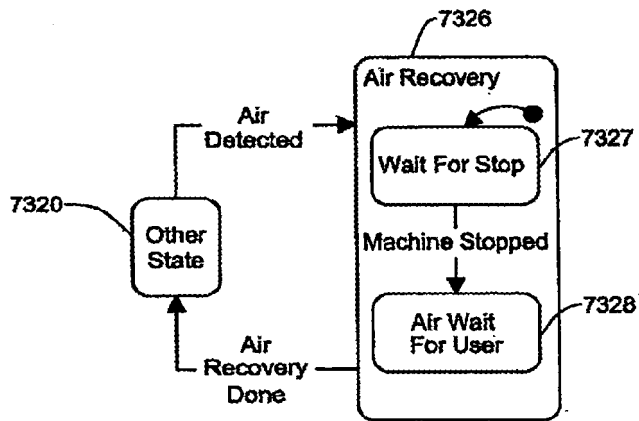 7326
Air Recovery
Air
Detected
Wait For Stop
7327
7320
Other
State
Machine Stopped
7328
Air Wait
For User
Air
Recovery
Done